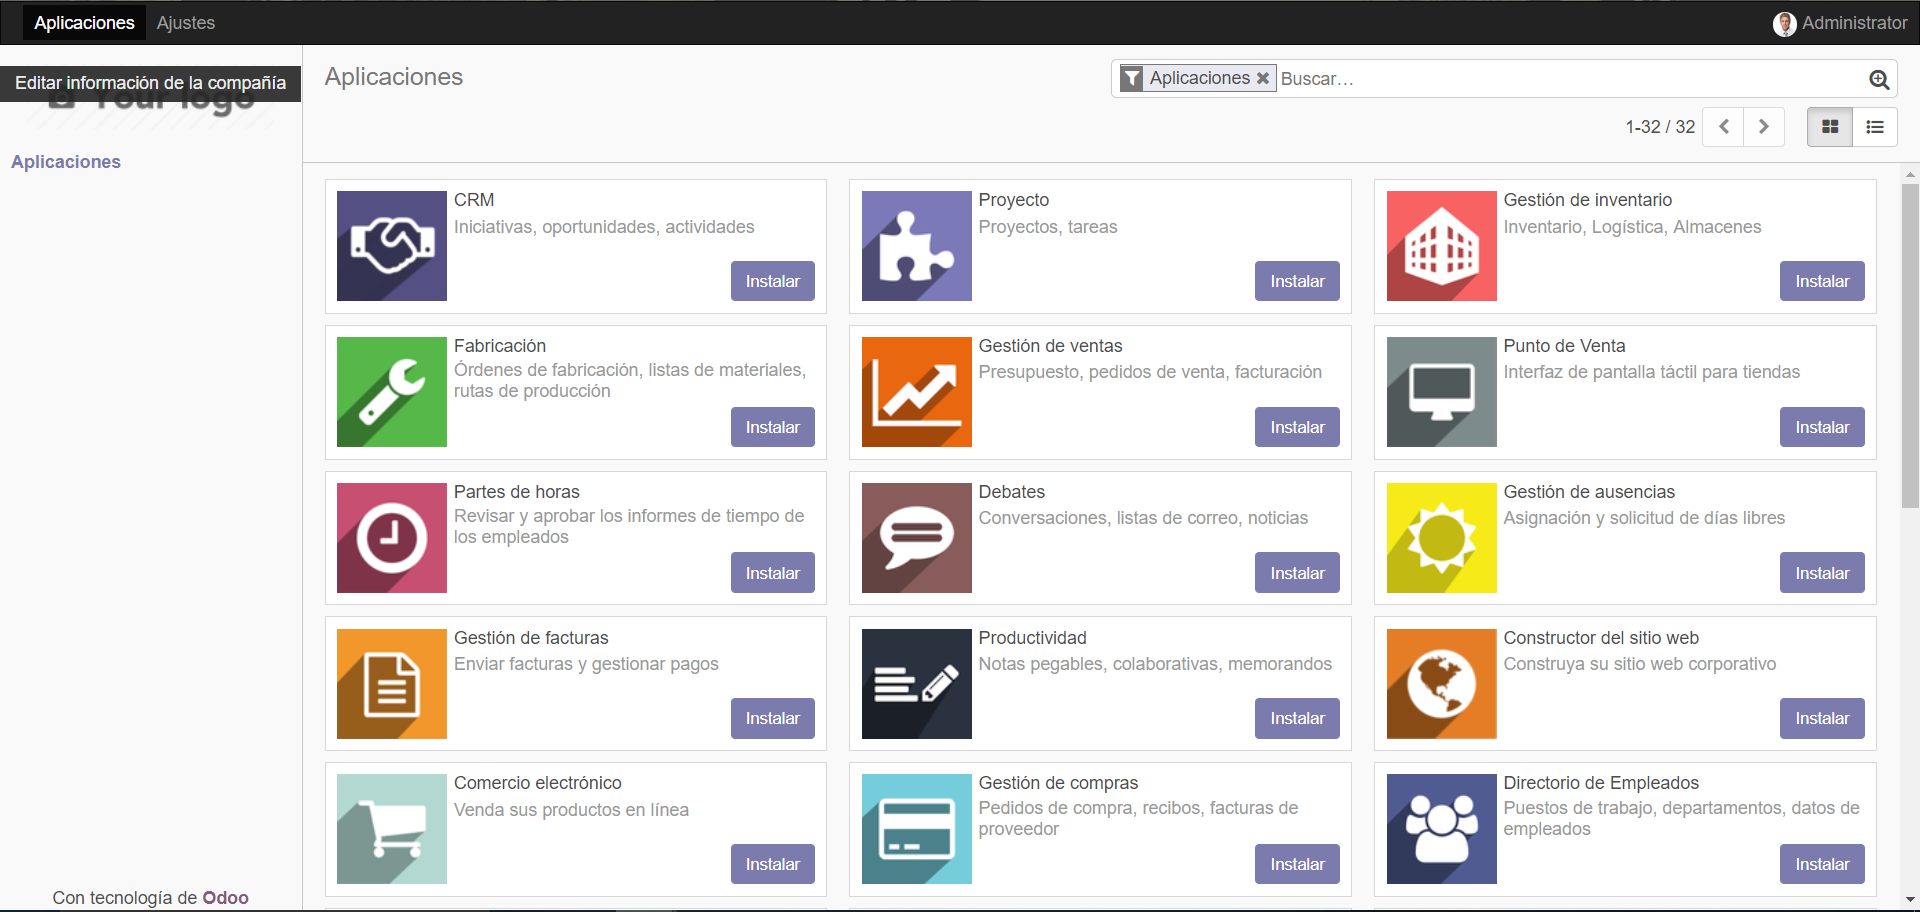 Aplicaciones Ajustes Administrator
Editar información de la compañía
Your logo
Aplicaciones
Aplicaciones
Aplicaciones Buscar...
1-32 / 32
CRM
Iniciativas, oportunidades, actividades
Instalar
Proyecto
Proyectos, tareas
Instalar
Gestión de inventario
Inventario, Logística, Almacenes
Instalar
Fabricación
Órdenes de fabricación, listas de materiales,
rutas de producción
Instalar
Gestión de ventas
Presupuesto, pedidos de venta, facturación
Instalar
Punto de Venta
Interfaz de pantalla táctil para tiendas
Instalar
Partes de horas
Revisar y aprobar los informes de tiempo de
los empleados
Instalar
Debates
Conversaciones, listas de correo, noticias
Instalar
Gestión de ausencias
Asignación y solicitud de días libres
Instalar
Gestión de facturas
Enviar facturas y gestionar pagos
Instalar
Productividad
Notas pegables, colaborativas, memorandos
Instalar
Constructor del sitio web
Construya su sitio web corporativo
Instalar
Comercio electrónico
Venda sus productos en línea
Instalar
Gestión de compras
Pedidos de compra, recibos, facturas de
proveedor
Instalar
Directorio de Empleados
Puestos de trabajo, departamentos, datos de
empleados
Instalar
Con tecnología de Odoo